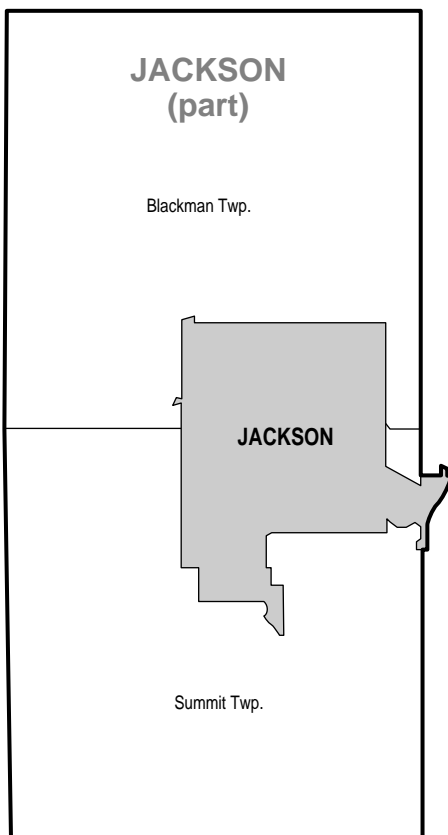 JACKSON
(part)
Blackman Twp.
JACKSON
Summit Twp.